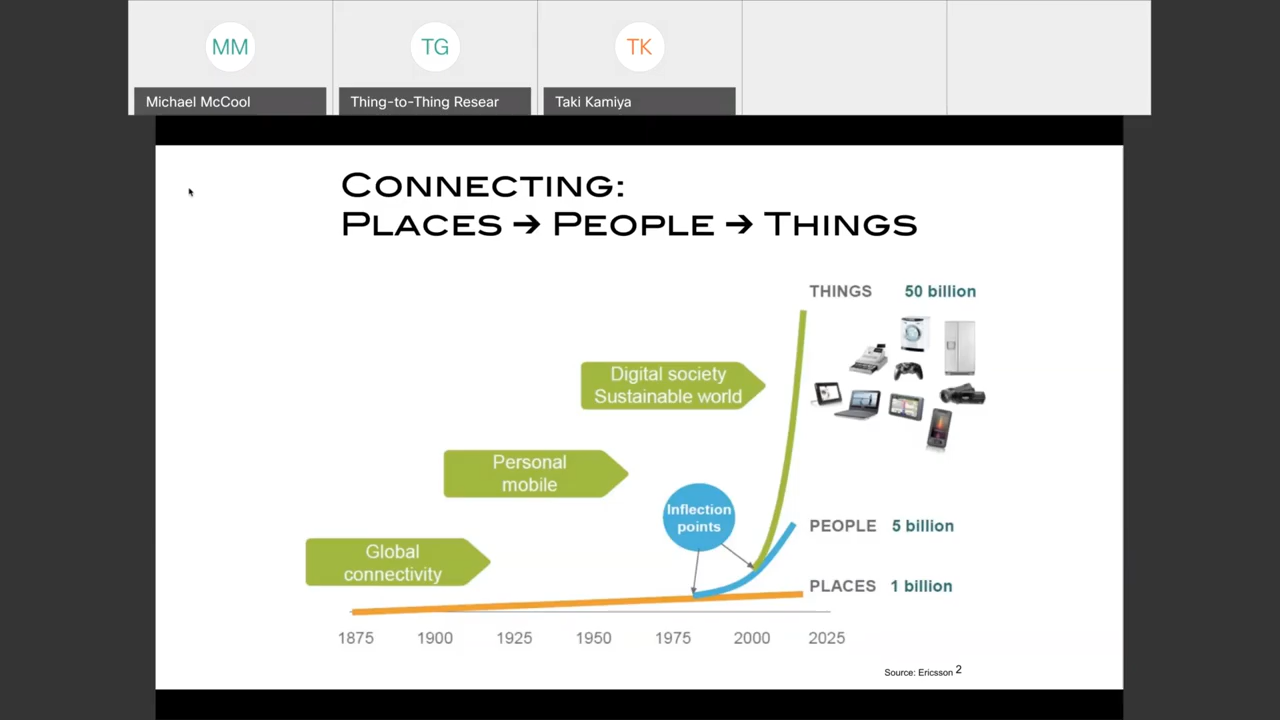 MM
TG
TK
Michael McCool
Thing-to-Thing Resear
Taki Kamiya
CONNECTING:
PLACES → PEOPLE → THINGS
THINGS 50 billion
Digital society
Sustainable world
Personal
mobile
Inflection
points
PEOPLE 5 billion
Global
connectivity
PLACES 1 billion
1875 1900 1925 1950 1975 2000 2025
Source: Ericsson 2